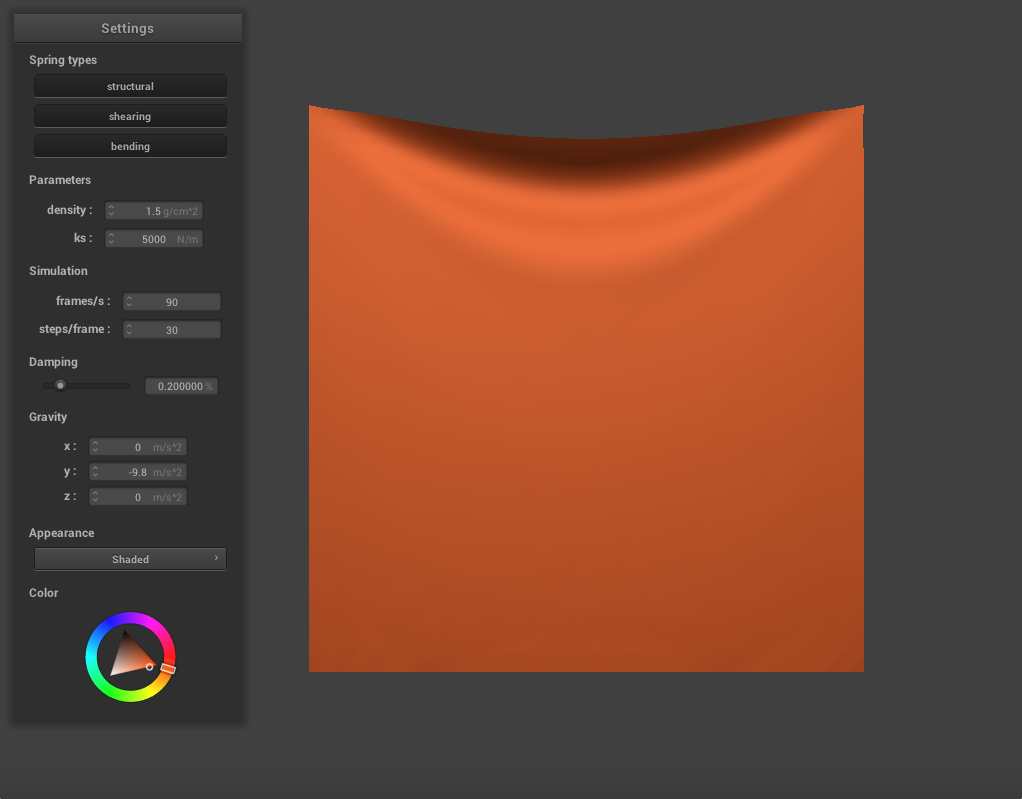 Settings
Spring types
structural
shearing
bending
Parameters
density : 1.5 g/cm^2
ks : 5000 N/m
Simulation
frames/s : 90
steps/frame : 30
Damping
0.200000 %
Gravity
x : 0 m/s^2
y : -9.8 m/s^2
z : 0 m/s^2
Appearance
Shaded ›
Color